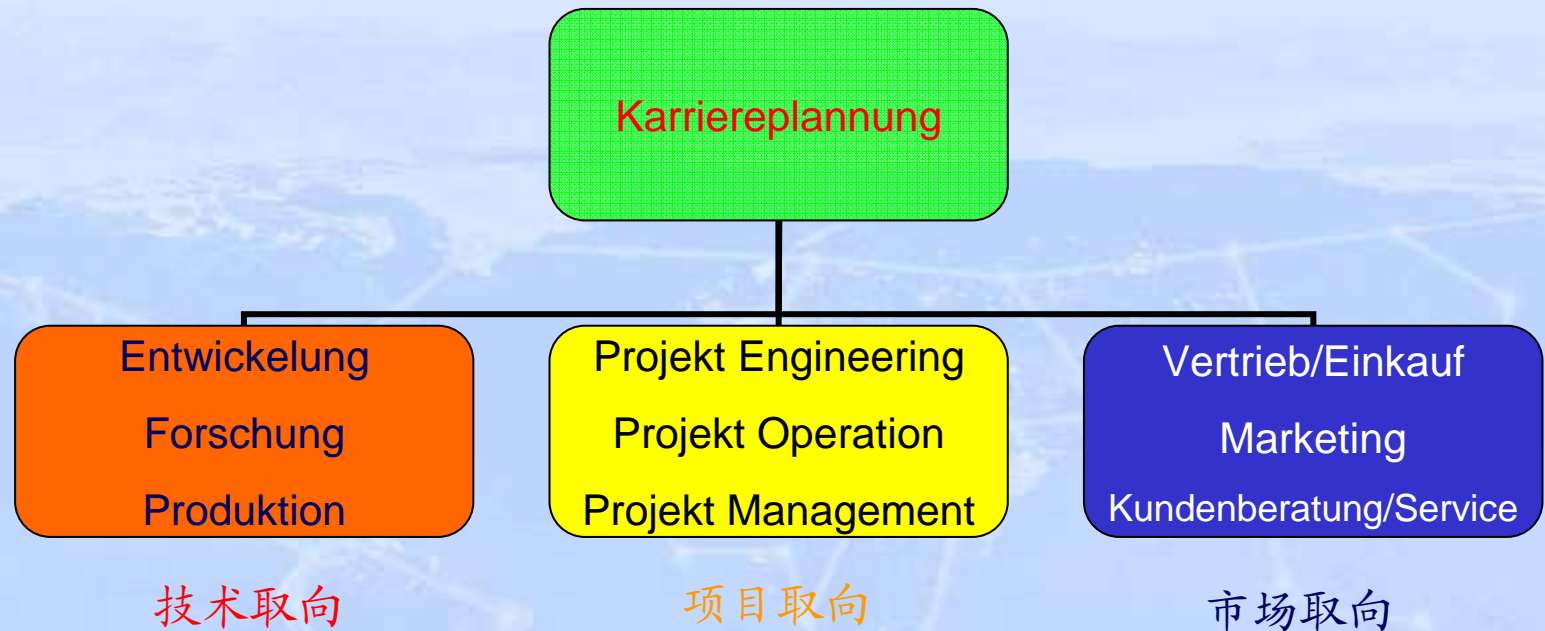 Karriereplannung
Entwickelung
Forschung
Produktion
Projekt Engineering
Projekt Operation
Projekt Management
Vertrieb/Einkauf
Marketing
Kundenberatung/Service
技术取向
项目取向
市场取向